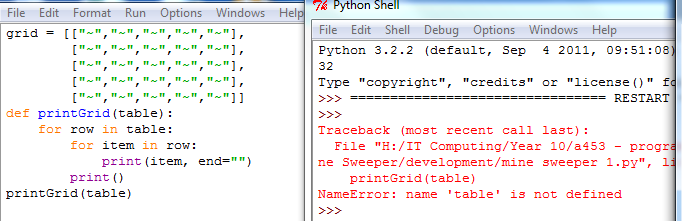 File Edit Format Run Options Windows Help
grid = [["~","~","~","~","~"],
["~","~","~","~","~"],
["~","~","~","~","~"],
["~","~","~","~","~"],
["~","~","~","~","~"]]
def printGrid(table):
for row in table:
for item in row:
print(item, end="")
print()
printGrid(table)
Python Shell
File Edit Shell Debug Options Windows Help
Python 3.2.2 (default, Sep 4 2011, 09:51:08)
32
Type "copyright", "credits" or "license()"
>>> ================================ RESTART
>>>
Traceback (most recent call last):
File "H:/IT Computing/Year 10/a453 - progra
ne Sweeper/development/mine sweeper 1.py", li
printGrid(table)
NameError: name 'table' is not defined
>>>